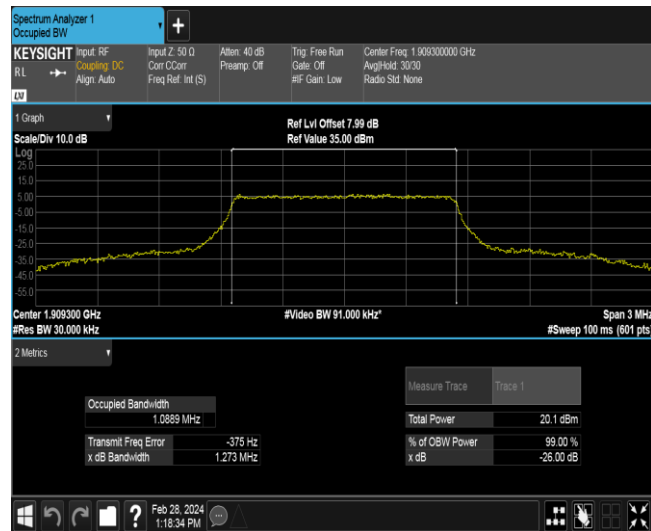 Spectrum Analyzer 1
Occupied BW
+
KEYSIGHT
RL
LXI
Input: RF
Coupling: DC
Align: Auto
Input Z: 50 Ω
Corr CCorr
Freq Ref: Int (S)
Atten: 40 dB
Preamp: Off
Trig: Free Run
Gate: Off
#IF Gain: Low
Center Freq: 1.909300000 GHz
Avg|Hold: 30/30
Radio Std: None
1 Graph
Scale/Div 10.0 dB
Ref Lvl Offset 7.99 dB
Ref Value 35.00 dBm
Log
25.0
15.0
5.00
-5.00
-15.0
-25.0
-35.0
-45.0
-55.0
Center 1.909300 GHz
#Res BW 30.000 kHz
#Video BW 91.000 kHz*
Span 3 MHz
#Sweep 100 ms (601 pts)
2 Metrics
Measure Trace Trace 1
Occupied Bandwidth
1.0889 MHz
Total Power 20.1 dBm
Transmit Freq Error -375 Hz
% of OBW Power 99.00 %
x dB Bandwidth 1.273 MHz
x dB -26.00 dB
?
Feb 28, 2024
1:18:34 PM